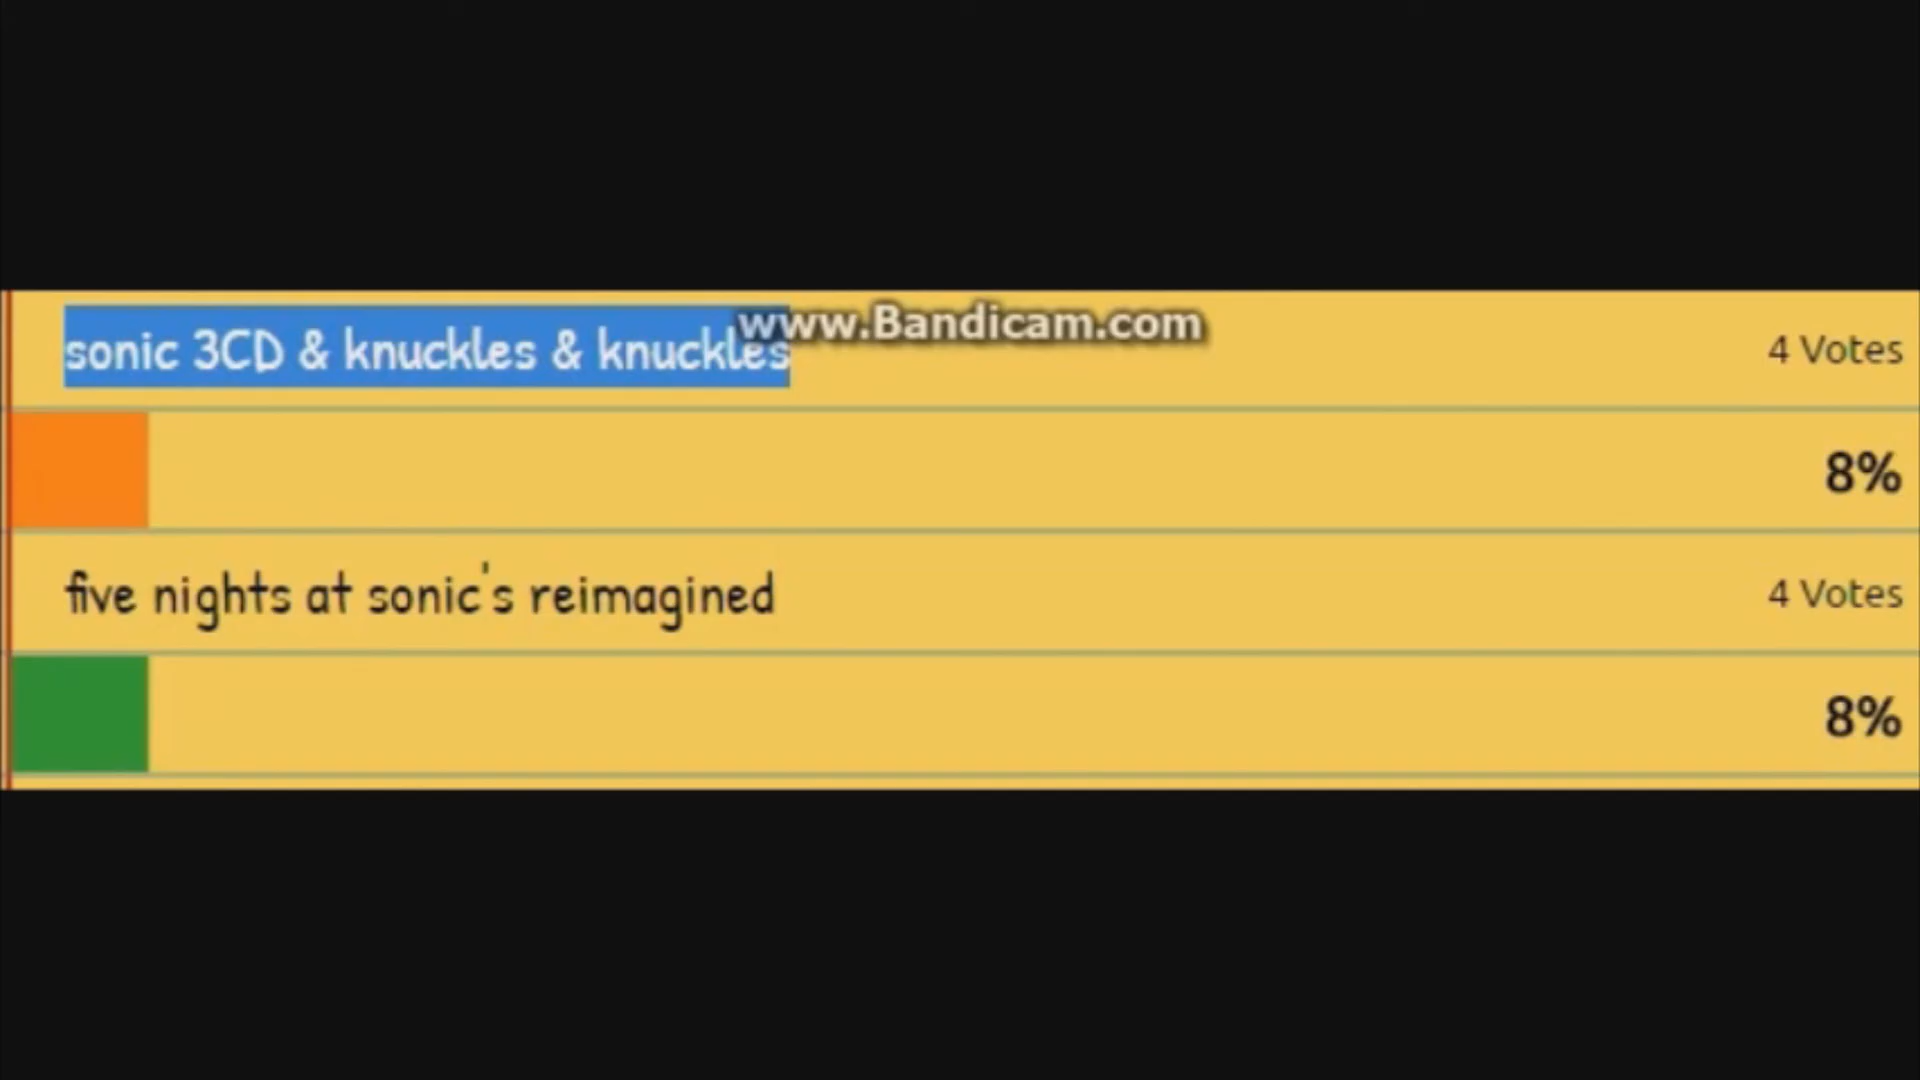 www.Bandicam.com
sonic 3CD & knuckles & knuckles 4 Votes
8%
five nights at sonic's reimagined 4 Votes
8%